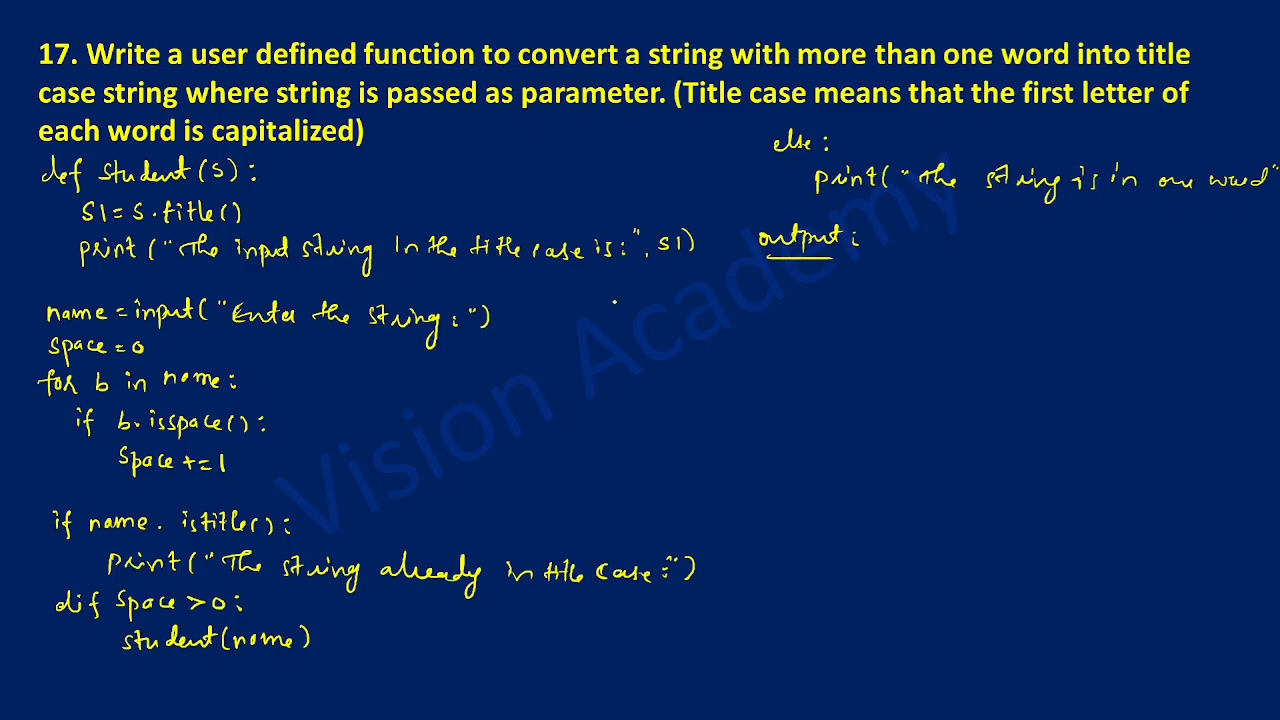 17. Write a user defined function to convert a string with more than one word into title
case string where string is passed as parameter. (Title case means that the first letter of
each word is capitalized)
def student(s):
S1 = S.title()
print("The input string In the title case is:", S1)
name = input("Enter the string:")
space = 0
for b in name:
if b.isspace():
Space += 1
if name. istitle():
print("The string already in title case:-")
elif Space > 0:
student(name)
else:
print("The string is in one word"
output:
Vision Academy